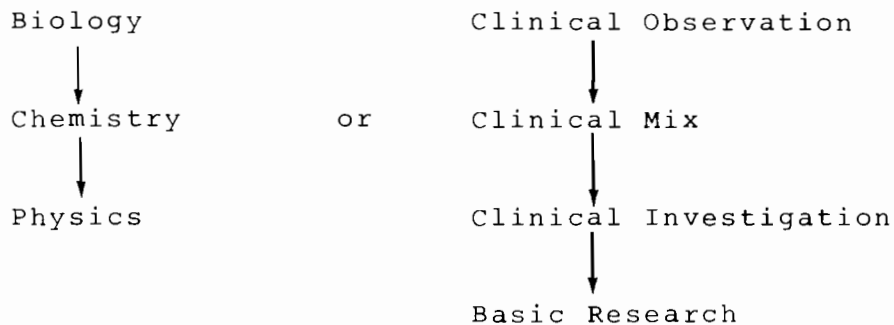 Biology
Clinical Observation
Chemistry or Clinical Mix
Physics
Clinical Investigation
Basic Research